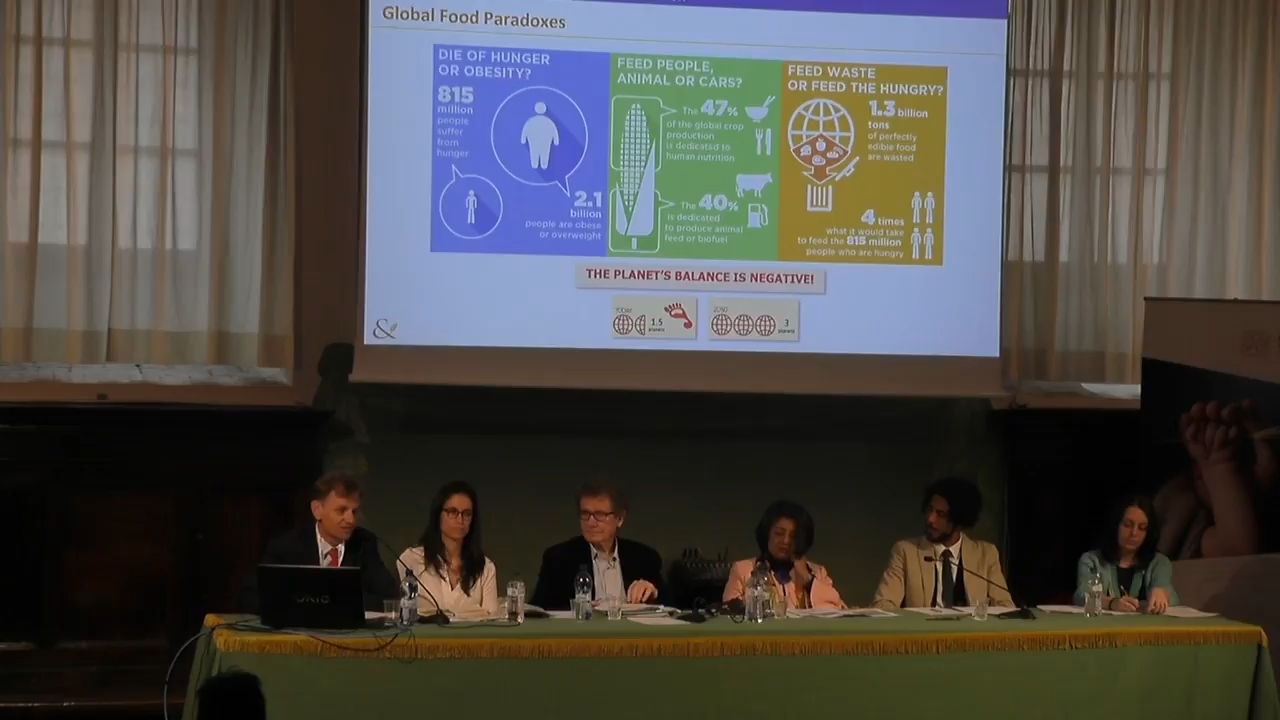 Global Food Paradoxes
DIE OF HUNGER
OR OBESITY?
815
million
people
suffer
from
hunger
2.1
billion
people are obese
or overweight
FEED PEOPLE,
ANIMAL OR CARS?
The 47%
of the global crop
production
is dedicated to
human nutrition
The 40%
is dedicated
to produce animal
feed or biofuel
FEED WASTE
OR FEED THE HUNGRY?
1.3 billion
tons
of perfectly
edible food
are wasted
4 times
what it would take
to feed the 815 million
people who are hungry
THE PLANET'S BALANCE IS NEGATIVE!
TODAY
1.5
planets
2050
3
planets
&